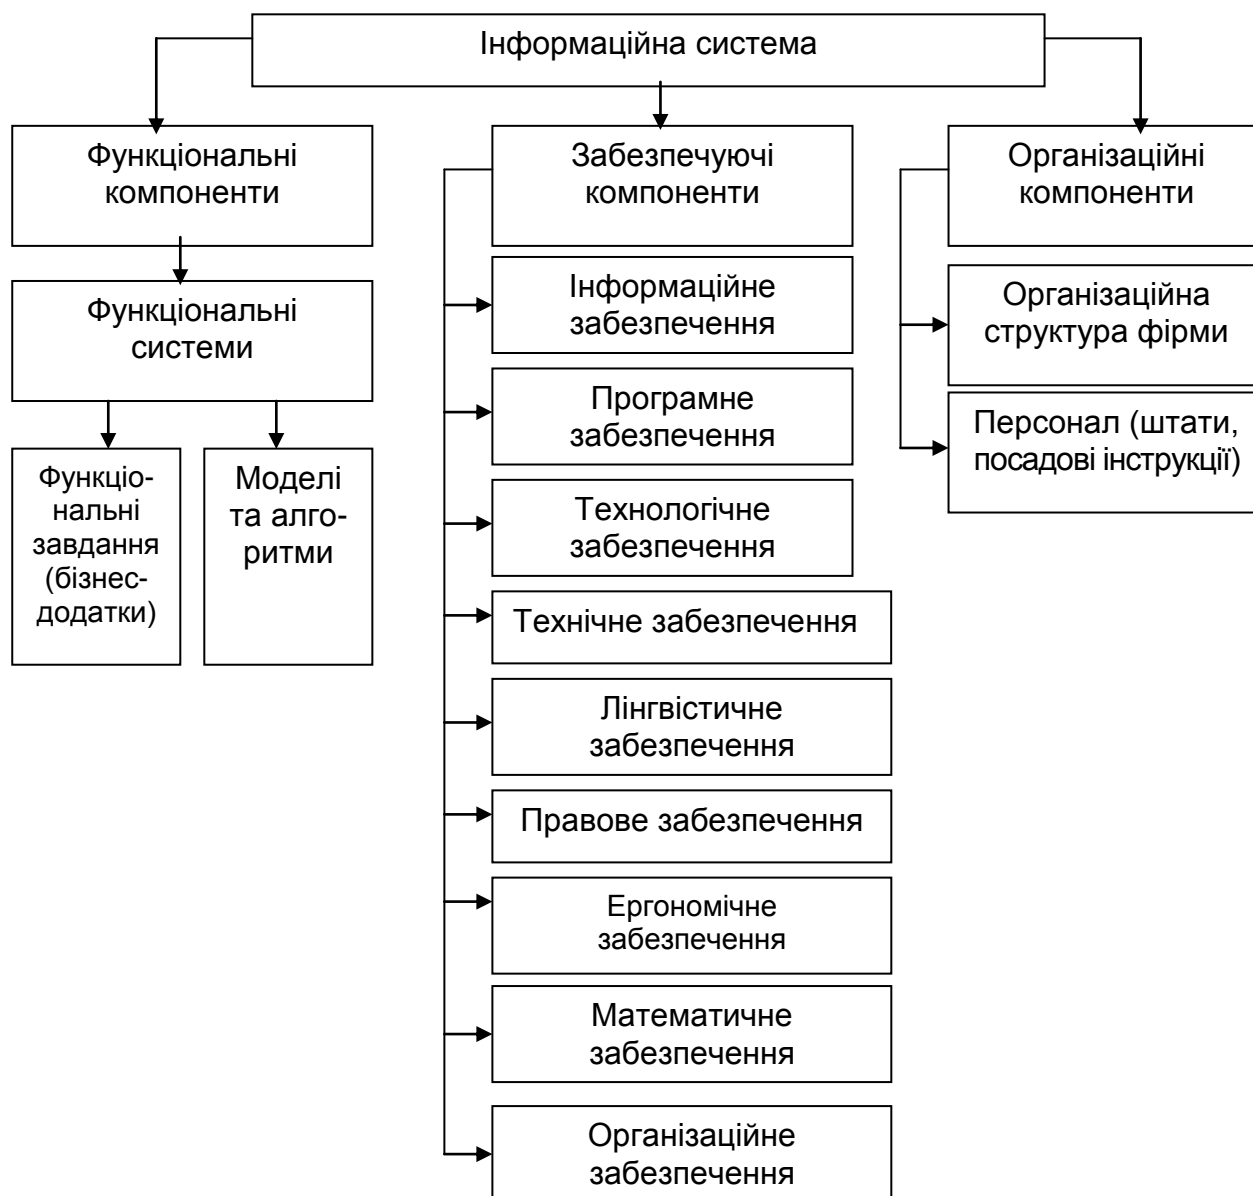 Інформаційна система
Функціональні
компоненти
Функціональні
системи
Функціо-
нальні
завдання
(бізнес-
додатки)
Моделі
та алго-
ритми
Забезпечуючі
компоненти
Інформаційне
забезпечення
Програмне
забезпечення
Технологічне
забезпечення
Технічне забезпечення
Лінгвістичне
забезпечення
Правове забезпечення
Ергономічне
забезпечення
Математичне
забезпечення
Організаційне
забезпечення
Організаційні
компоненти
Організаційна
структура фірми
Персонал (штати,
посадові інструкції)